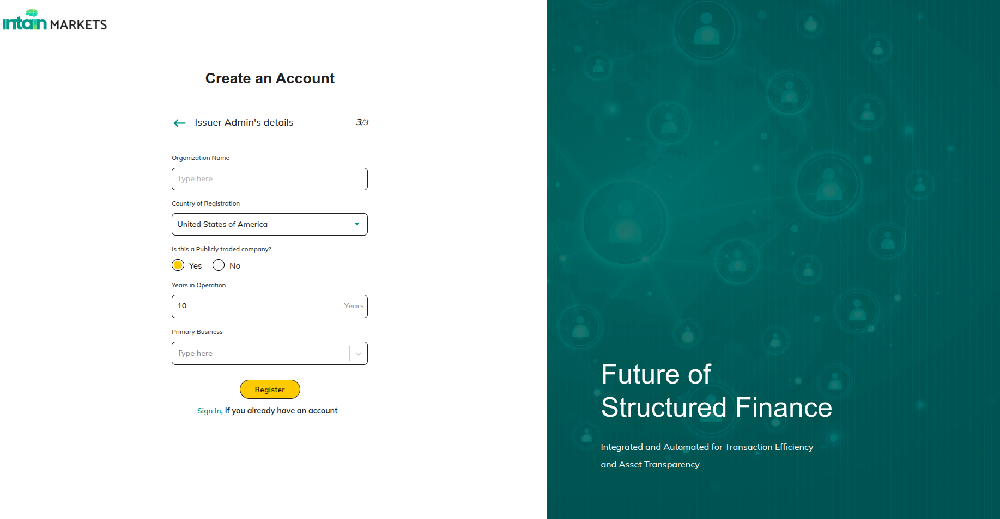 intain MARKETS
Create an Account
Issuer Admin's details 3/3
Organization Name
Type here
Country of Registration
United States of America
Is this a Publicly traded company?
Yes No
Years in Operation
10 Years
Primary Business
Type here
Register
Sign In, If you already have an account
Future of
Structured Finance
Integrated and Automated for Transaction Efficiency
and Asset Transparency